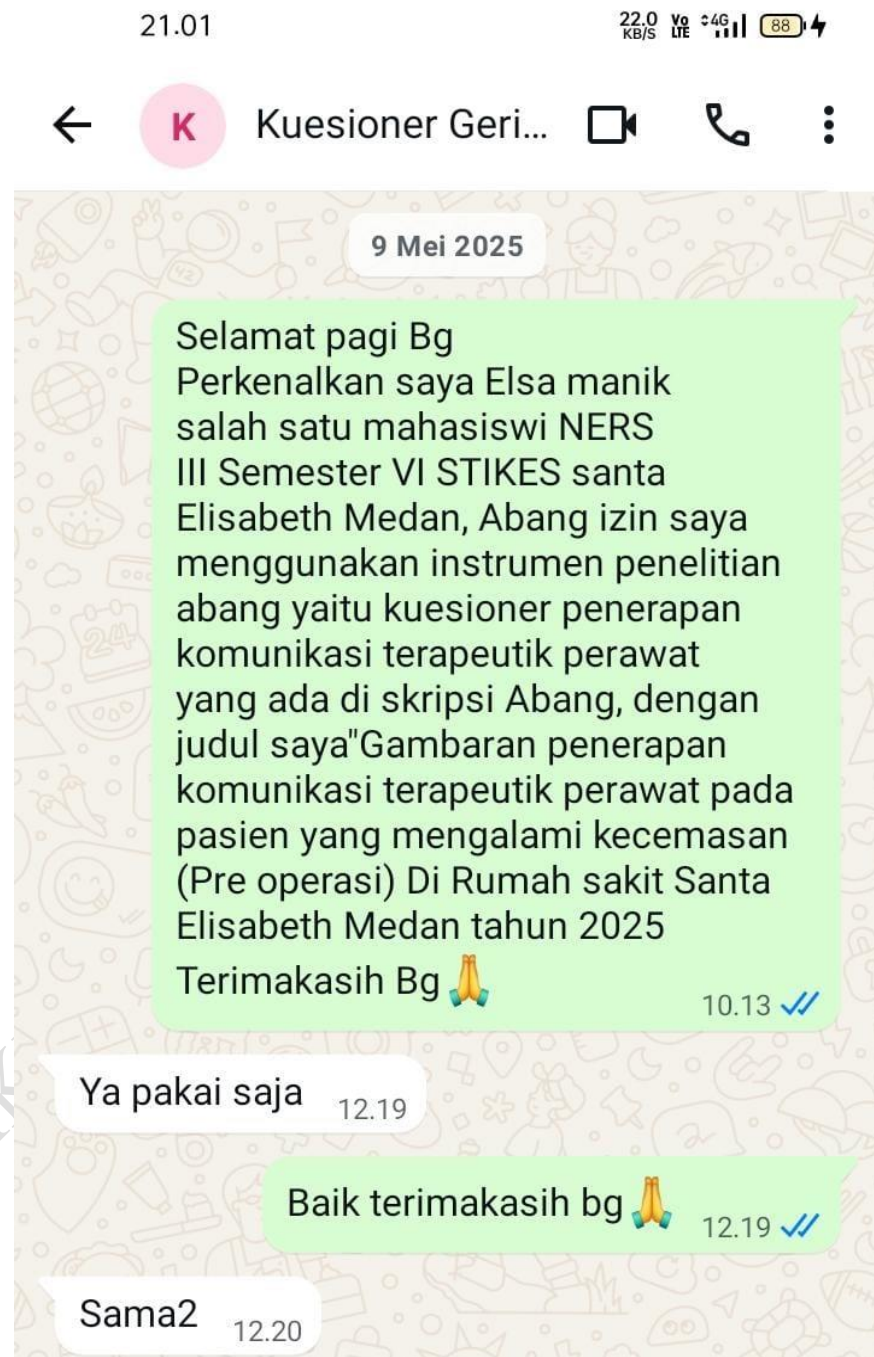 21.01
22.0 KB/S Vo LTE 4G 88
K Kuesioner Geri...
9 Mei 2025
Selamat pagi Bg
Perkenalkan saya Elsa manik
salah satu mahasiswi NERS
III Semester VI STIKES santa
Elisabeth Medan, Abang izin saya
menggunakan instrumen penelitian
abang yaitu kuesioner penerapan
komunikasi terapeutik perawat
yang ada di skripsi Abang, dengan
judul saya"Gambaran penerapan
komunikasi terapeutik perawat pada
pasien yang mengalami kecemasan
(Pre operasi) Di Rumah sakit Santa
Elisabeth Medan tahun 2025
Terimakasih Bg🙏
10.13
Ya pakai saja 12.19
Baik terimakasih bg🙏 12.19
Sama2 12.20